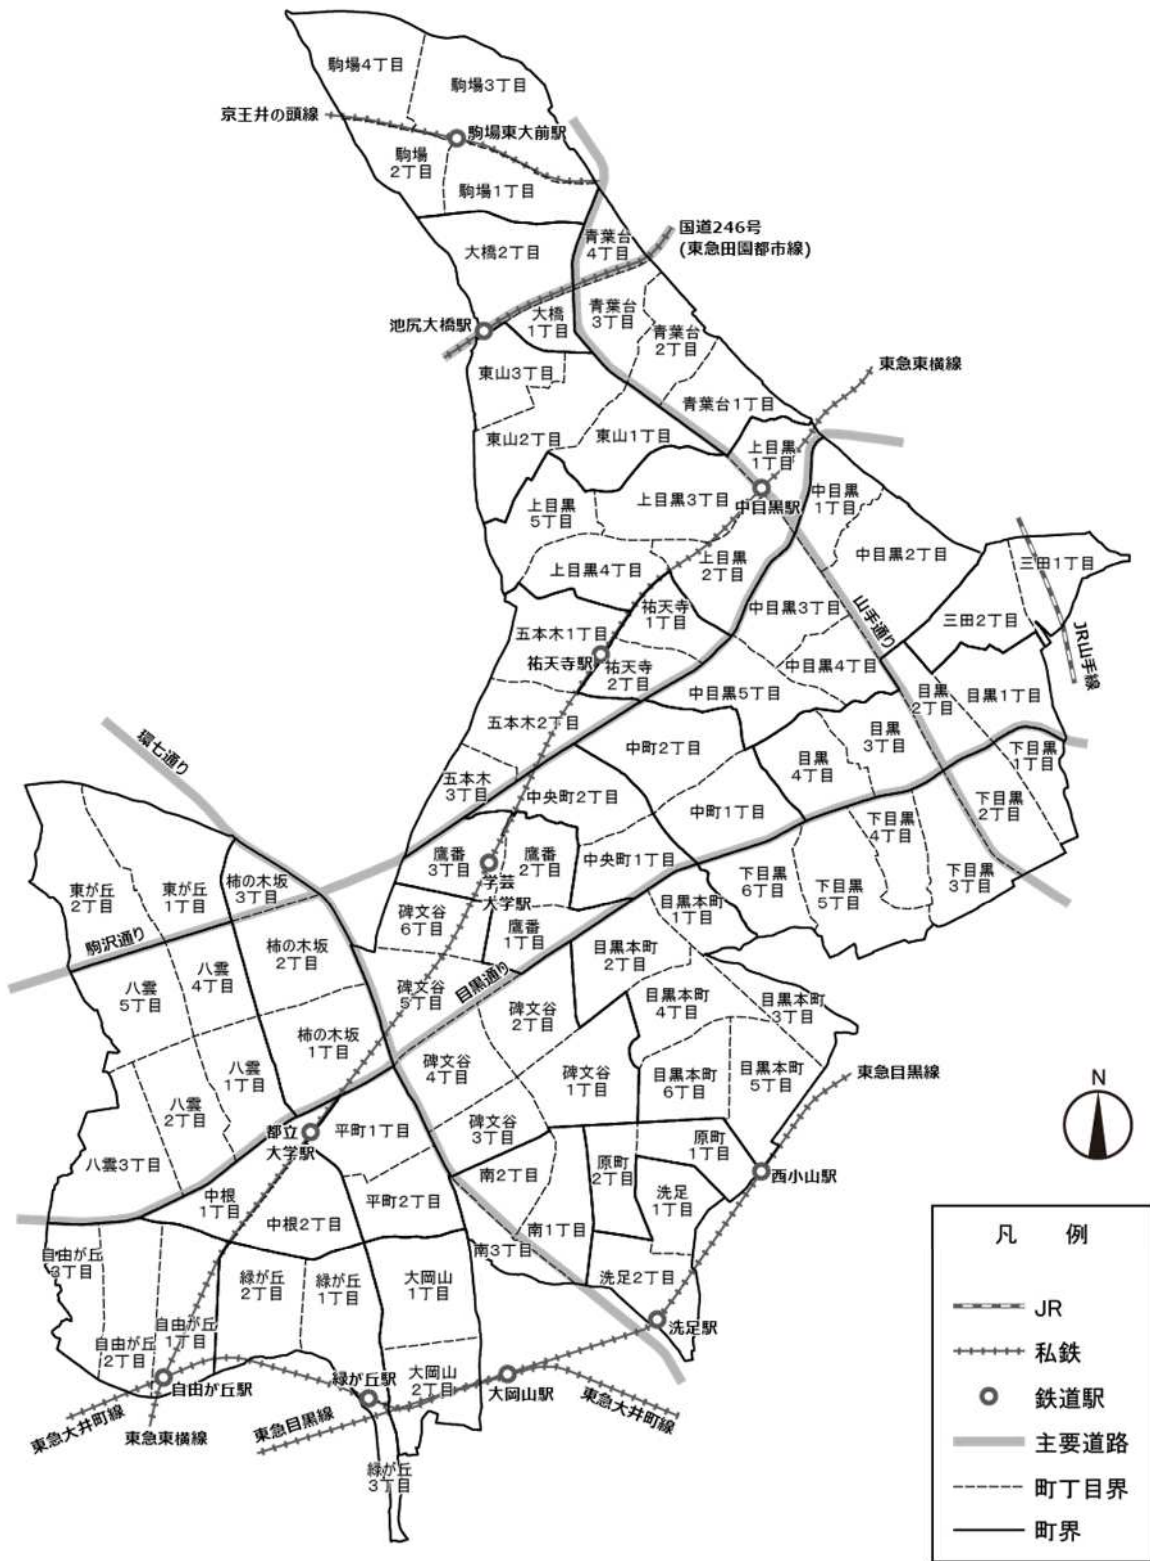 駒場4丁目
駒場3丁目
京王井の頭線
駒場東大前駅
駒場
2丁目
駒場1丁目
国道246号
(東急田園都市線)
青葉台
4丁目
大橋2丁目
池尻大橋駅
大橋
1丁目
青葉台
3丁目
青葉台
2丁目
東急東横線
東山3丁目
青葉台1丁目
東山2丁目
東山1丁目
上目黒
1丁目
上目黒
5丁目
上目黒3丁目
中目黒駅
中目黒
1丁目
中目黒2丁目
三田1丁目
上目黒4丁目
上目黒
2丁目
祐天寺
1丁目
中目黒3丁目
山手通り
三田2丁目
JR山手線
五本木1丁目
祐天寺駅
祐天寺
2丁目
中目黒4丁目
中目黒5丁目
目黒
2丁目
目黒1丁目
五本木2丁目
環七通り
中町2丁目
目黒
3丁目
目黒
4丁目
下目黒
1丁目
五本木
3丁目
中央町2丁目
中町1丁目
下目黒
2丁目
下目黒
4丁目
鷹番
3丁目
鷹番
2丁目
中央町1丁目
学芸
大学駅
下目黒
6丁目
下目黒
5丁目
下目黒
3丁目
東が丘
2丁目
東が丘
1丁目
柿の木坂
3丁目
碑文谷
6丁目
鷹番
1丁目
目黒本町
1丁目
駒沢通り
柿の木坂
2丁目
目黒本町
2丁目
目黒通り
八雲
5丁目
八雲
4丁目
碑文谷
5丁目
碑文谷
2丁目
目黒本町
4丁目
目黒本町
3丁目
柿の木坂
1丁目
碑文谷
4丁目
碑文谷
1丁目
目黒本町
6丁目
目黒本町
5丁目
東急目黒線
八雲
1丁目
八雲
2丁目
都立
大学駅
平町1丁目
碑文谷
3丁目
原町
1丁目
八雲3丁目
南2丁目
原町
2丁目
西小山駅
洗足
1丁目
中根
1丁目
中根2丁目
平町2丁目
南1丁目
南3丁目
自由が丘
3丁目
緑が丘
2丁目
緑が丘
1丁目
大岡山
1丁目
洗足2丁目
洗足駅
自由が丘
1丁目
自由が丘
2丁目
自由が丘駅
緑が丘駅
大岡山
2丁目
大岡山駅
東急大井町線
東急東横線
東急目黒線
東急大井町線
緑が丘
3丁目
N
凡 例
JR
私鉄
鉄道駅
主要道路
町丁目界
町界